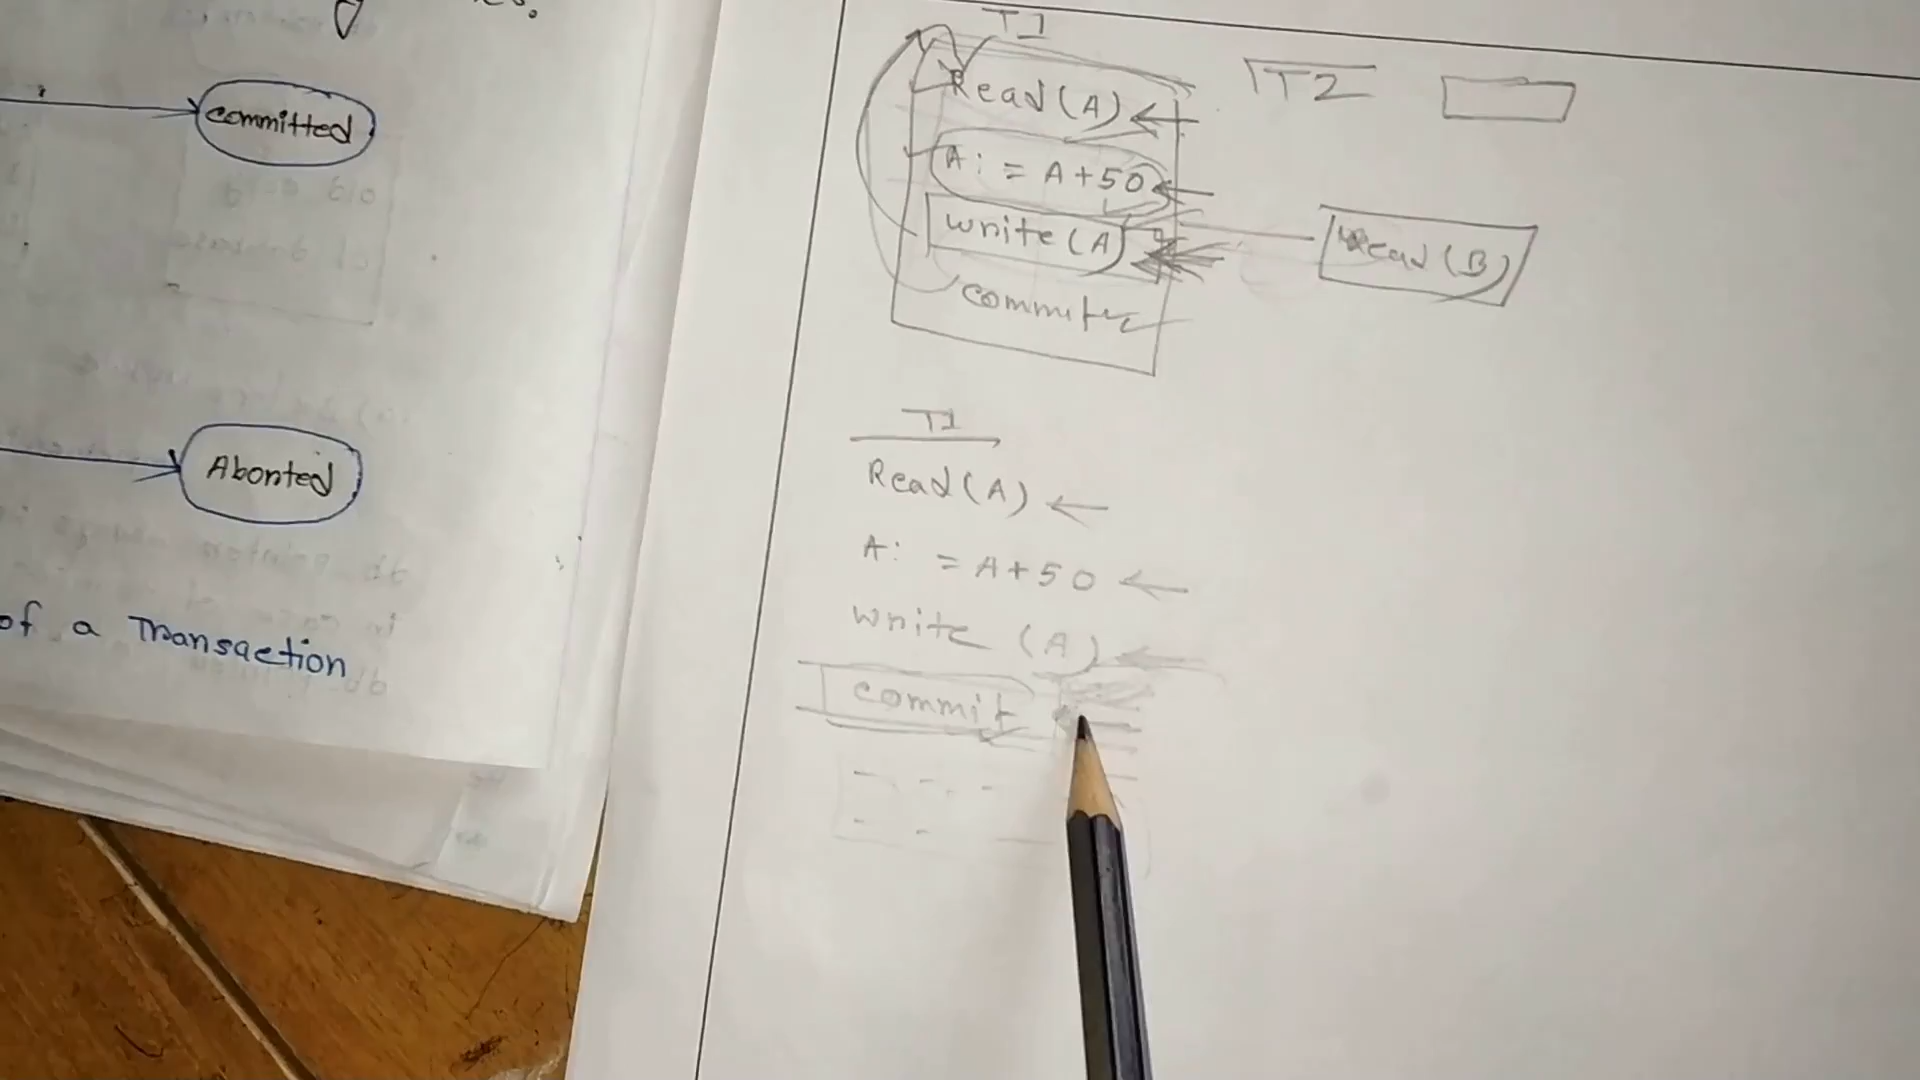 committed
Aborted
of a Transaction
T1
T2
Read (A)
A: = A+50
write (A)
Read (B)
commit
T1
Read (A)
A: = A+50
write (A)
commit